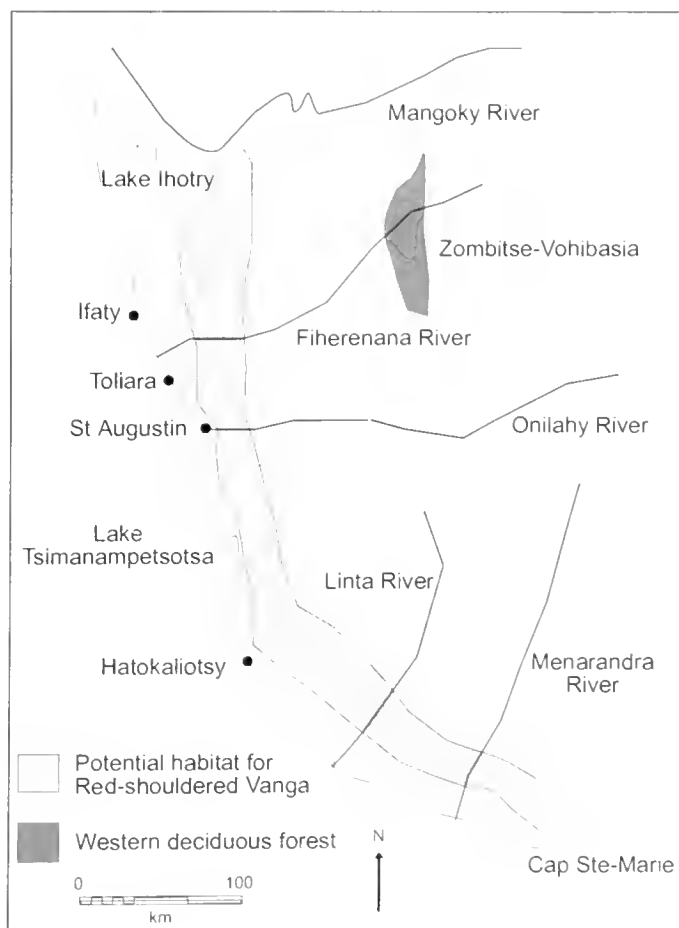 Mangoky River
Lake Ihotry
Zombitse-Vohibasia
Ifaty
Fiherenana River
Toliara
St Augustin
Onilahy River
Lake
Tsimanampetsotsa
Linta River
Hatokaliotsy
Menarandra
River
Potential habitat for
Red-shouldered Vanga
Western deciduous forest
N
Cap Ste-Marie
0 100
km